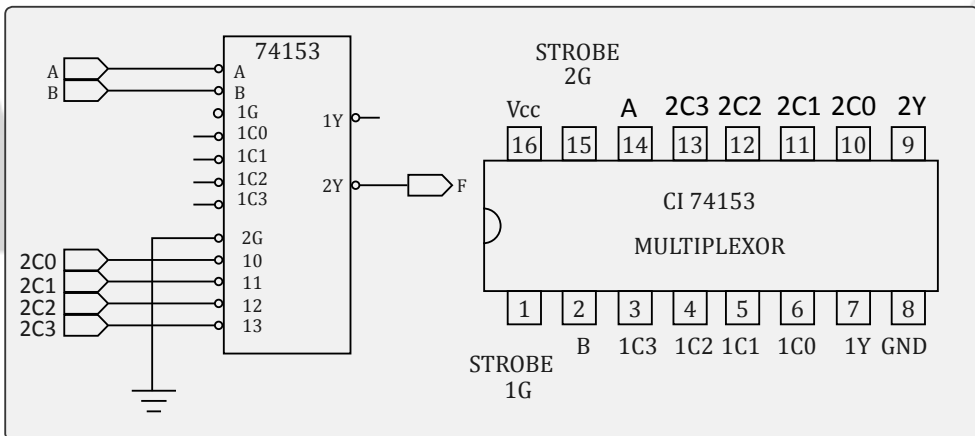 74153
A
B
A
B
1G
1C0
1C1
1C2
1C3
1Y
2Y
F
2G
2C0
2C1
2C2
2C3
10
11
12
13
STROBE
2G
Vcc A 2C3 2C2 2C1 2C0 2Y
16 15 14 13 12 11 10 9
CI 74153
MULTIPLEXOR
1 2 3 4 5 6 7 8
B 1C3 1C2 1C1 1C0 1Y GND
STROBE
1G